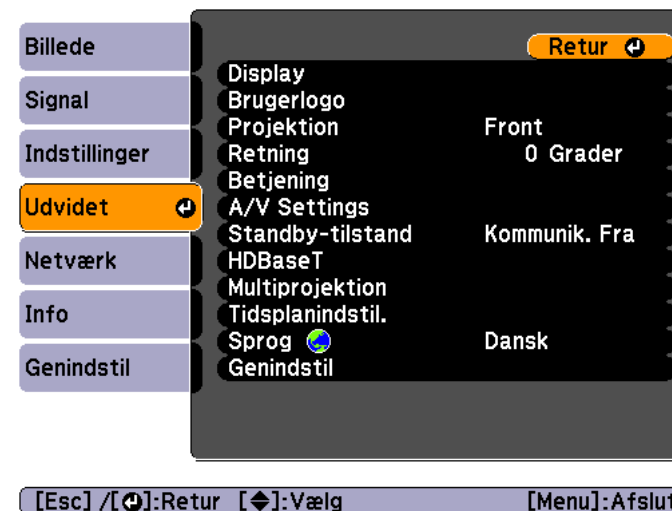 Billede
Signal
Indstillinger
Udvidet
Netværk
Info
Genindstil
Retur
Display
Brugerlogo
Projektion Front
Retning 0 Grader
Betjening
A/V Settings
Standby-tilstand Kommunik. Fra
HDBaseT
Multiprojektion
Tidsplanindstil.
Sprog Dansk
Genindstil
[Esc] /[⏎]:Retur [◆]:Vælg [Menu]:Afslut